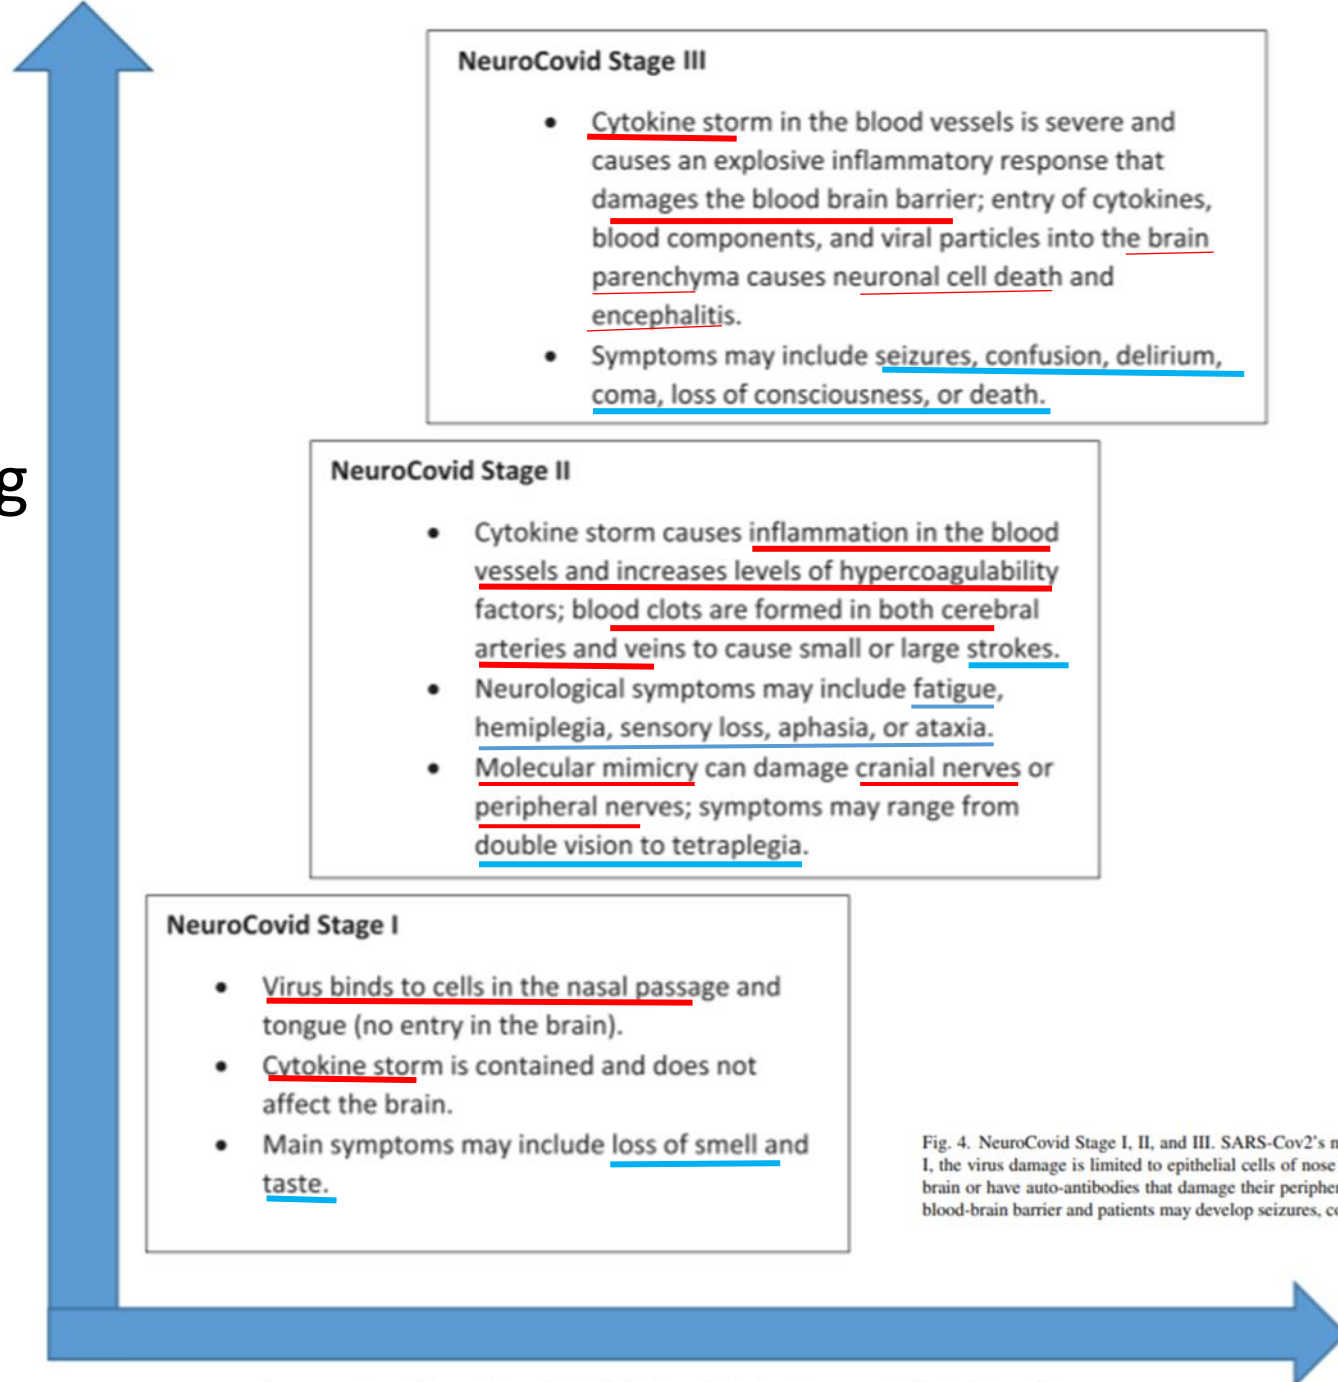 NeuroCovid Stage III
• Cytokine storm in the blood vessels is severe and
causes an explosive inflammatory response that
damages the blood brain barrier; entry of cytokines,
blood components, and viral particles into the brain
parenchyma causes neuronal cell death and
encephalitis.
• Symptoms may include seizures, confusion, delirium,
coma, loss of consciousness, or death.
g
NeuroCovid Stage II
• Cytokine storm causes inflammation in the blood
vessels and increases levels of hypercoagulability
factors; blood clots are formed in both cerebral
arteries and veins to cause small or large strokes.
• Neurological symptoms may include fatigue,
hemiplegia, sensory loss, aphasia, or ataxia.
• Molecular mimicry can damage cranial nerves or
peripheral nerves; symptoms may range from
double vision to tetraplegia.
NeuroCovid Stage I
• Virus binds to cells in the nasal passage and
tongue (no entry in the brain).
• Cytokine storm is contained and does not
affect the brain.
• Main symptoms may include loss of smell and
taste.
Fig. 4. NeuroCovid Stage I, II, and III. SARS-Cov2's
I, the virus damage is limited to epithelial cells of nose
brain or have auto-antibodies that damage their
blood-brain barrier and patients may develop seizures,